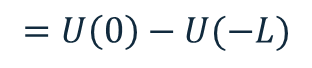 = U(0) − U(−L)